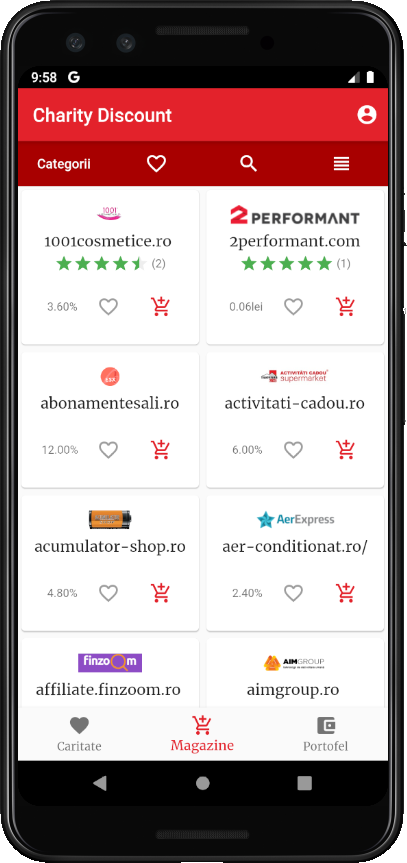 9:58 G
Charity Discount
Categorii
1001
2PERFORMANT
1001cosmetice.ro
2performant.com
(2)
(1)
3.60%
0.06lei
ESX
ACTIVITĂȚI CADOU
supermarket
abonamentesali.ro
activitati-cadou.ro
12.00%
6.00%
AerExpress
acumulator-shop.ro
aer-conditionat.ro/
4.80%
2.40%
finzoom
AIMGROUP
affiliate.finzoom.ro
aimgroup.ro
Caritate
Magazine
Portofel